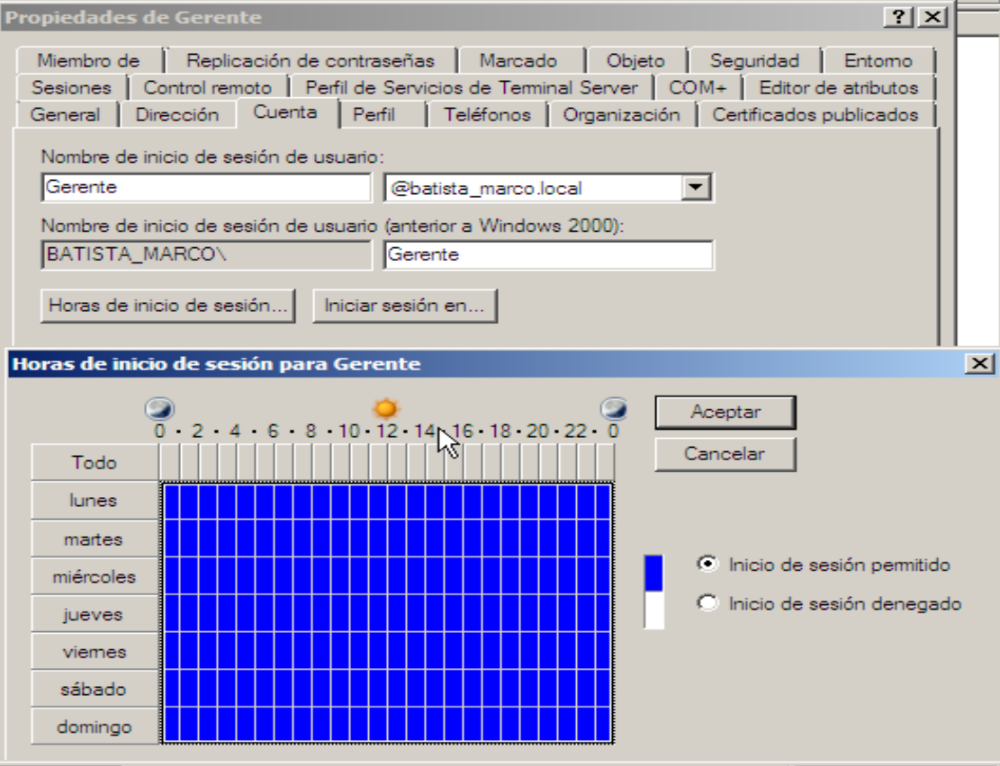 Propiedades de Gerente
Miembro de Replicación de contraseñas Marcado Objeto Seguridad Entorno
Sesiones Control remoto Perfil de Servicios de Terminal Server COM+ Editor de atributos
General Dirección Cuenta Perfil Teléfonos Organización Certificados publicados
Nombre de inicio de sesión de usuario:
Gerente @batista_marco.local
Nombre de inicio de sesión de usuario (anterior a Windows 2000):
BATISTA_MARCO\ Gerente
Horas de inicio de sesión... Iniciar sesión en...
Horas de inicio de sesión para Gerente
0 · 2 · 4 · 6 · 8 · 10 · 12 · 14 · 16 · 18 · 20 · 22 · 0
Aceptar
Cancelar
Todo
lunes
martes
miércoles
jueves
viernes
sábado
domingo
Inicio de sesión permitido
Inicio de sesión denegado